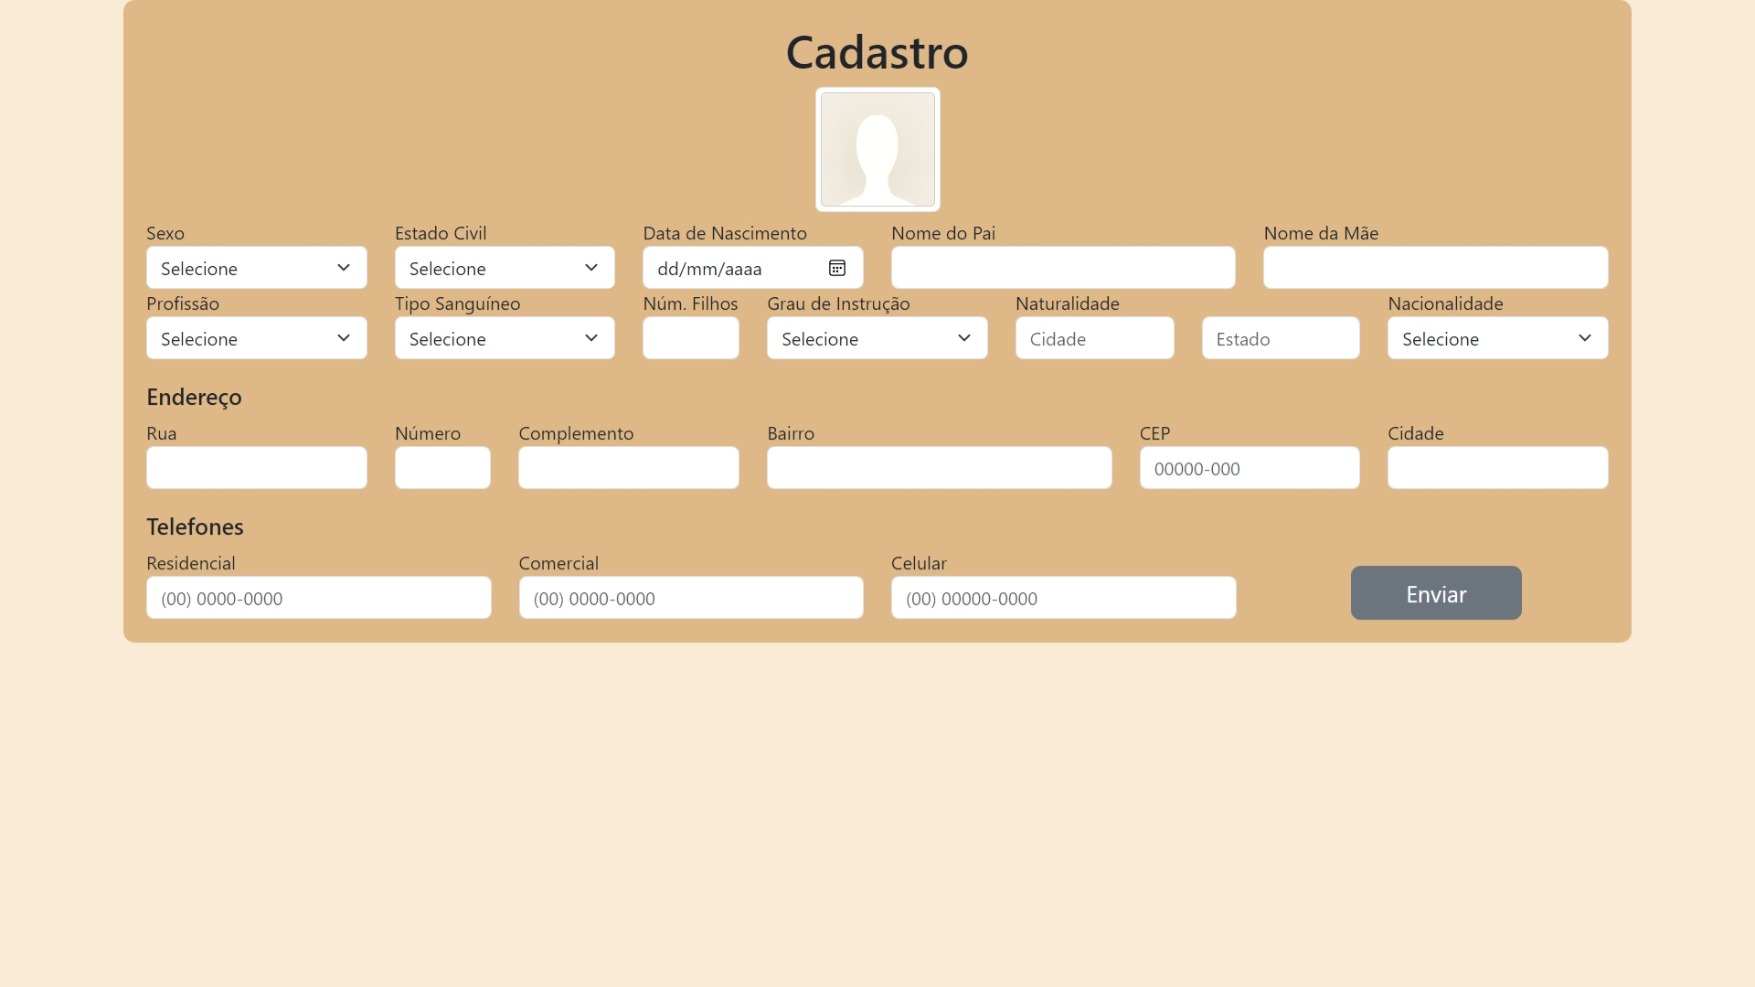 Cadastro
Sexo Estado Civil Data de Nascimento Nome do Pai Nome da Mãe
Selecione Selecione dd/mm/aaaa
Profissão Tipo Sanguíneo Núm. Filhos Grau de Instrução Naturalidade Nacionalidade
Selecione Selecione Selecione Cidade Estado Selecione
Endereço
Rua Número Complemento Bairro CEP Cidade
00000-000
Telefones
Residencial Comercial Celular
(00) 0000-0000 (00) 0000-0000 (00) 00000-0000 Enviar